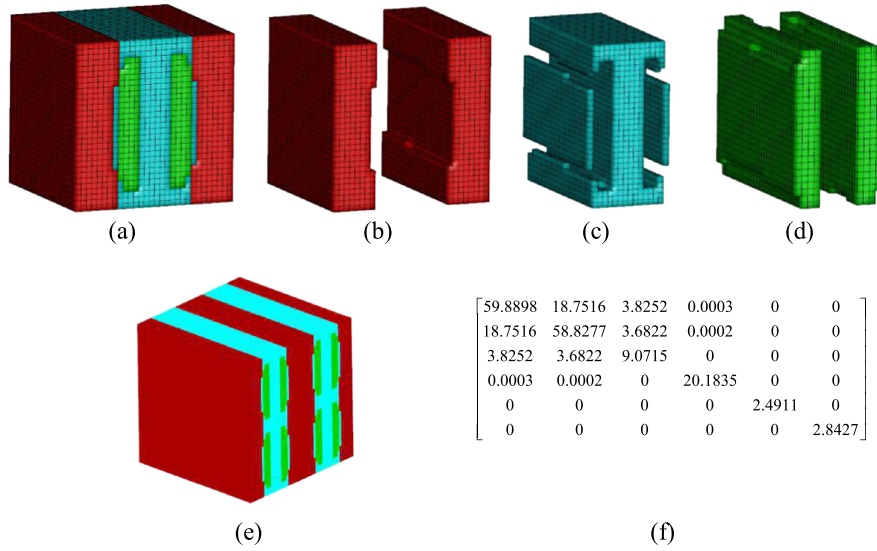 (a) (b) (c) (d)
59.8898 18.7516 3.8252 0.0003 0 0
18.7516 58.8277 3.6822 0.0002 0 0
3.8252 3.6822 9.0715 0 0 0
0.0003 0.0002 0 20.1835 0 0
0 0 0 0 2.4911 0
0 0 0 0 0 2.8427
(e) (f)